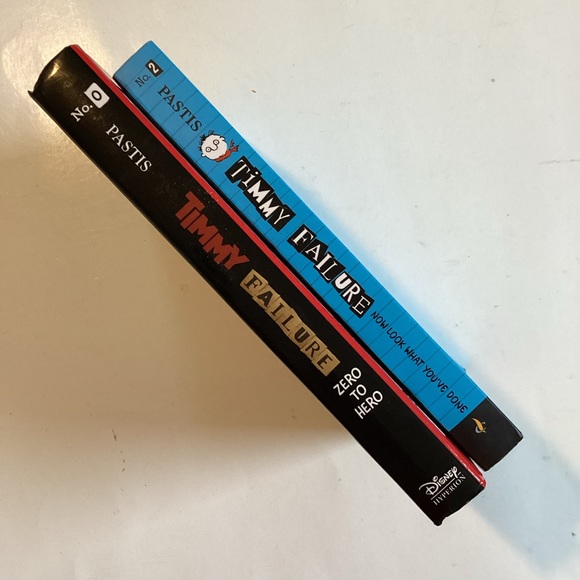 No. 2
PASTIS
TIMMY FAILURE
NOW LOOK WHAT YOU'VE DONE
No. 0
PASTIS
TIMMY FAILURE
ZERO
TO
HERO
DISNEY
HYPERION